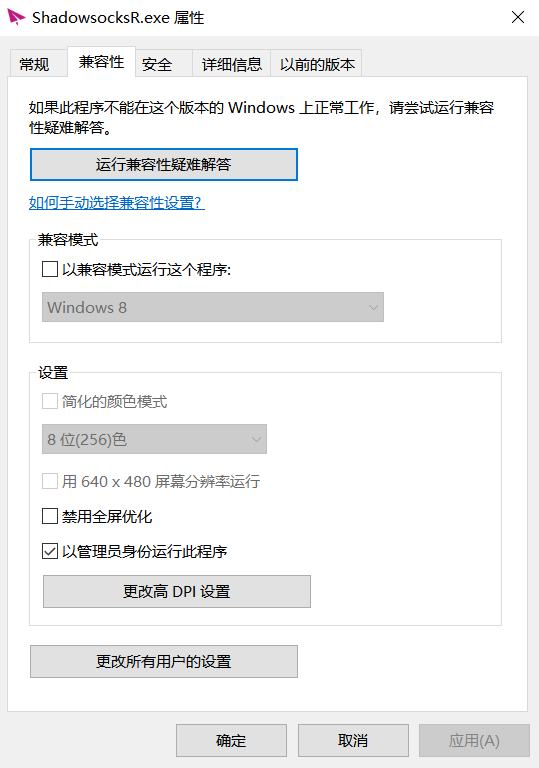 ShadowsocksR.exe 属性
常规 兼容性 安全 详细信息 以前的版本
如果此程序不能在这个版本的 Windows 上正常工作，请尝试运行兼容
性疑难解答。
运行兼容性疑难解答
如何手动选择兼容性设置?
兼容模式
以兼容模式运行这个程序:
Windows 8
设置
简化的颜色模式
8 位(256)色
用 640 x 480 屏幕分辨率运行
禁用全屏优化
以管理员身份运行此程序
更改高 DPI 设置
更改所有用户的设置
确定 取消 应用(A)